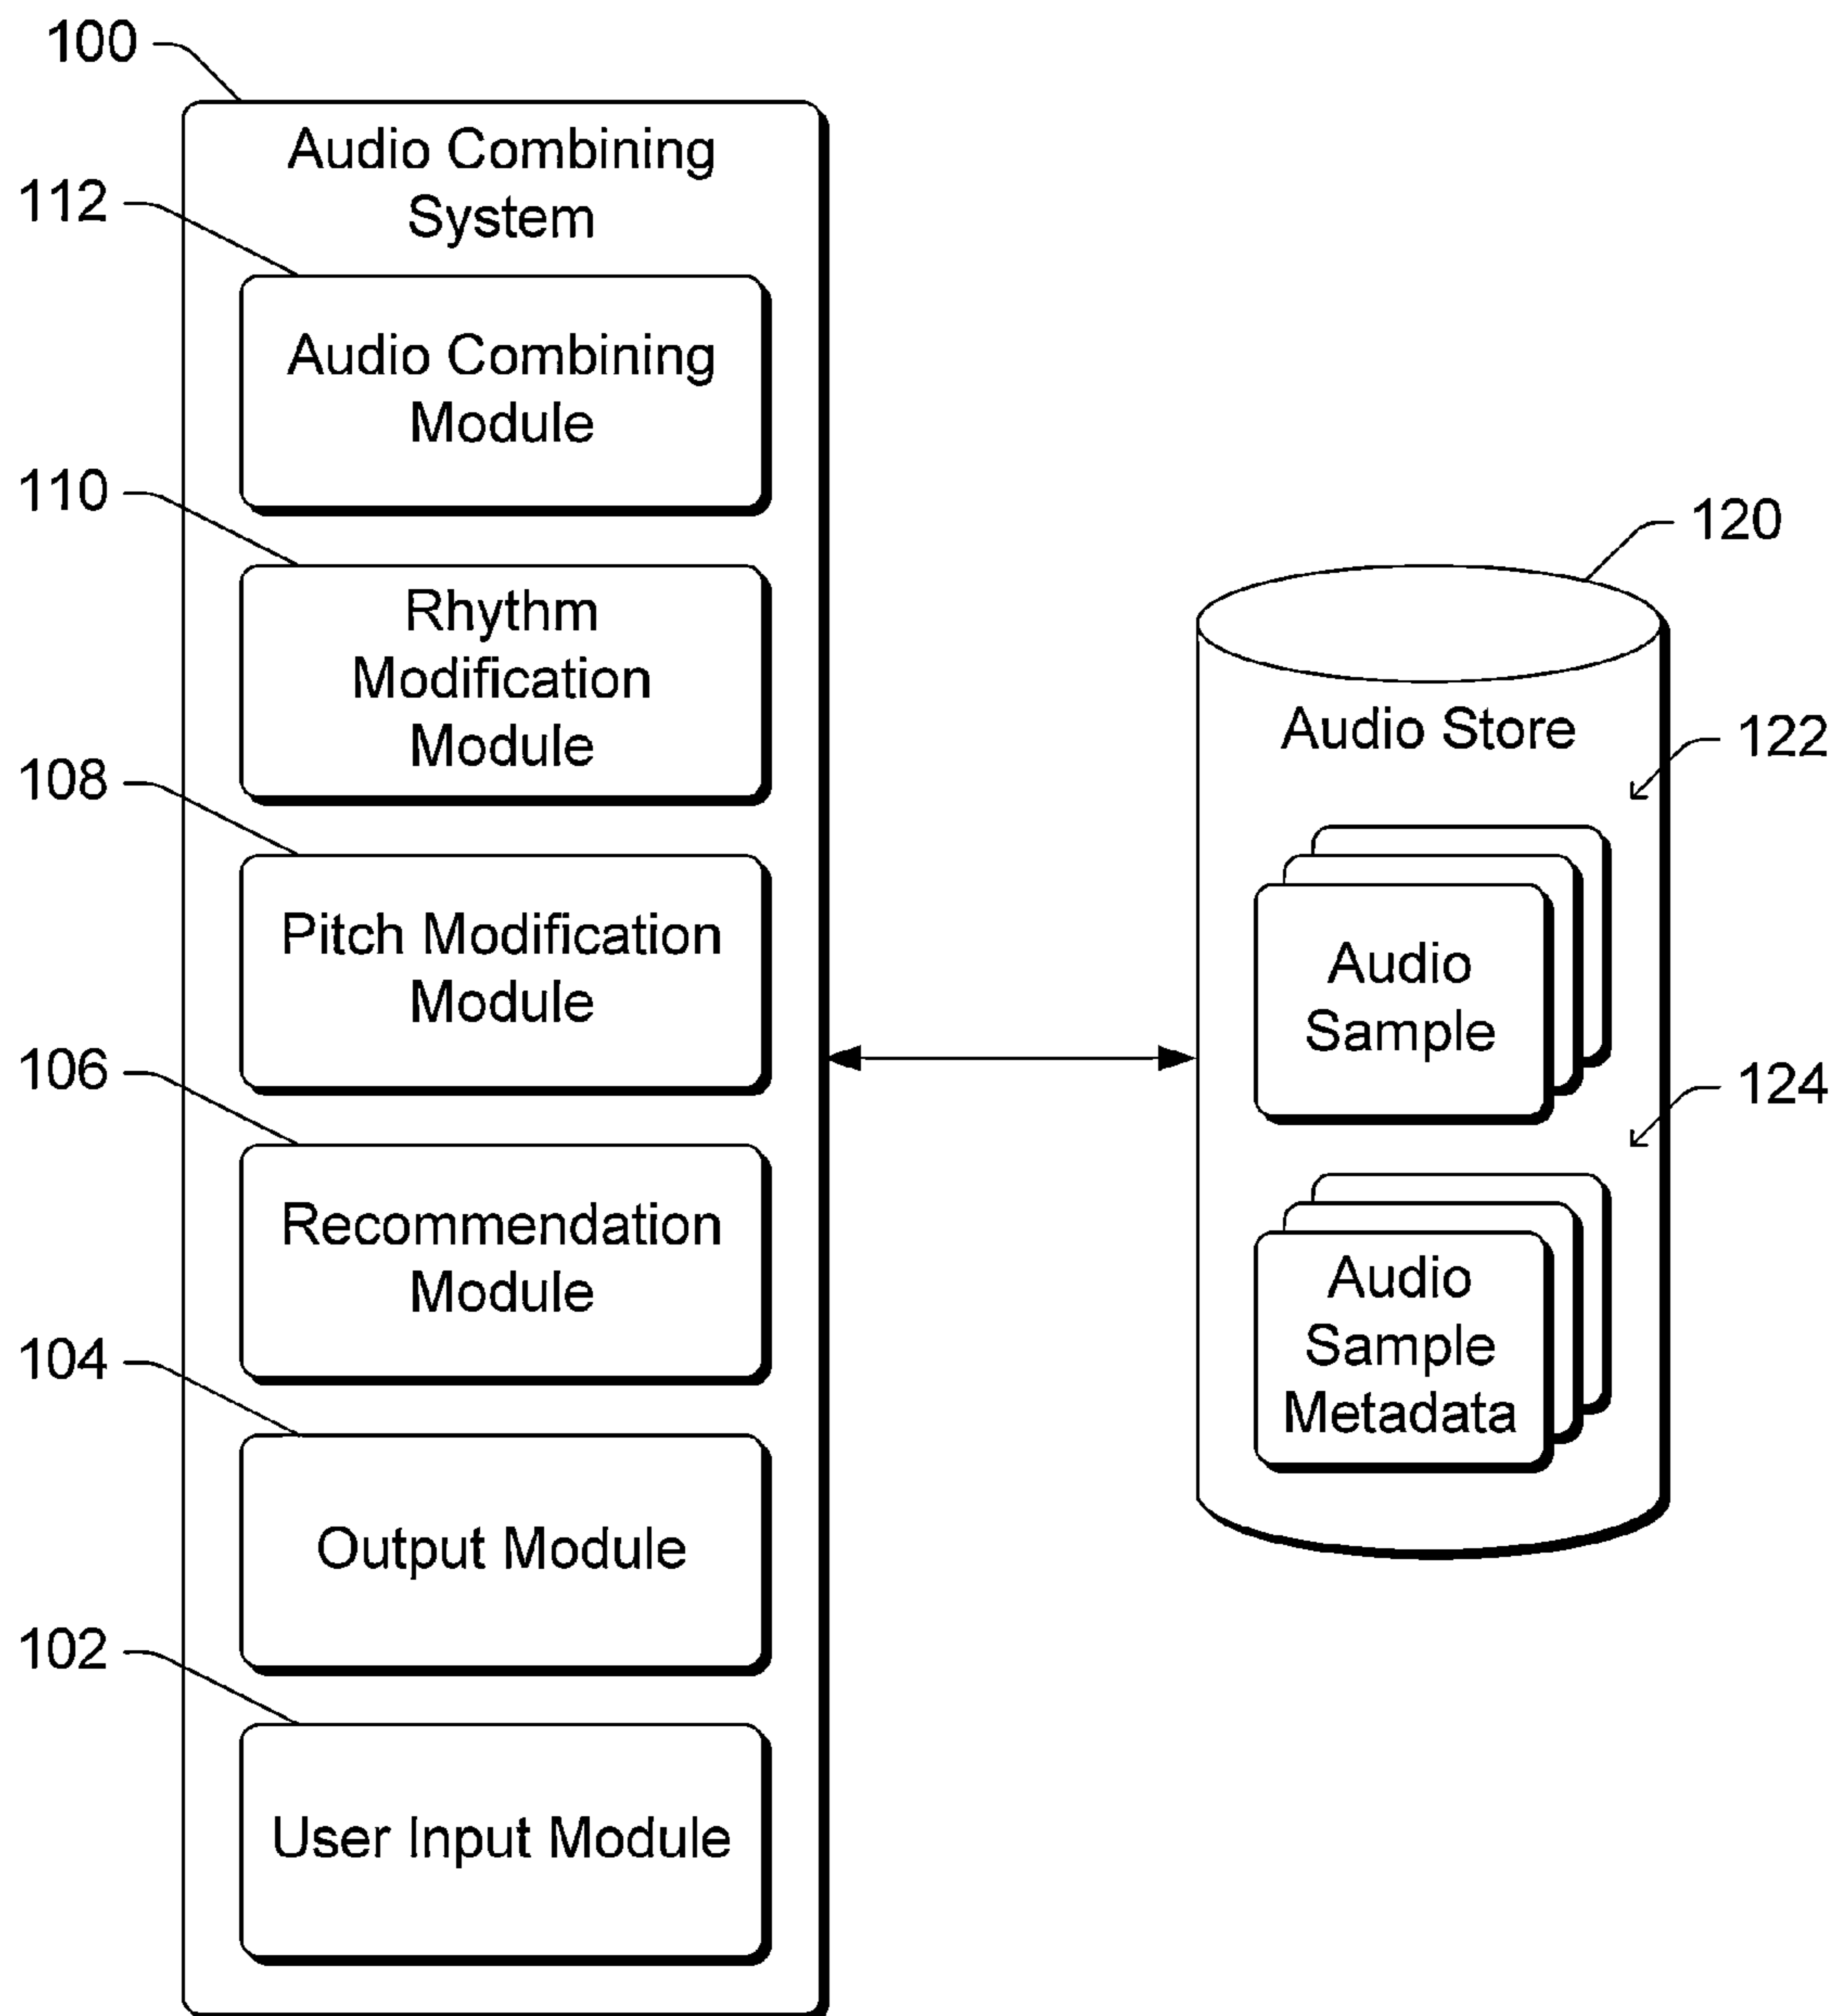 100
Audio Combining
System
112
Audio Combining
Module
110
Rhythm
Modification
Module
108
Pitch Modification
Module
106
Recommendation
Module
104
Output Module
102
User Input Module
120
Audio Store
122
Audio
Sample
124
Audio
Sample
Metadata